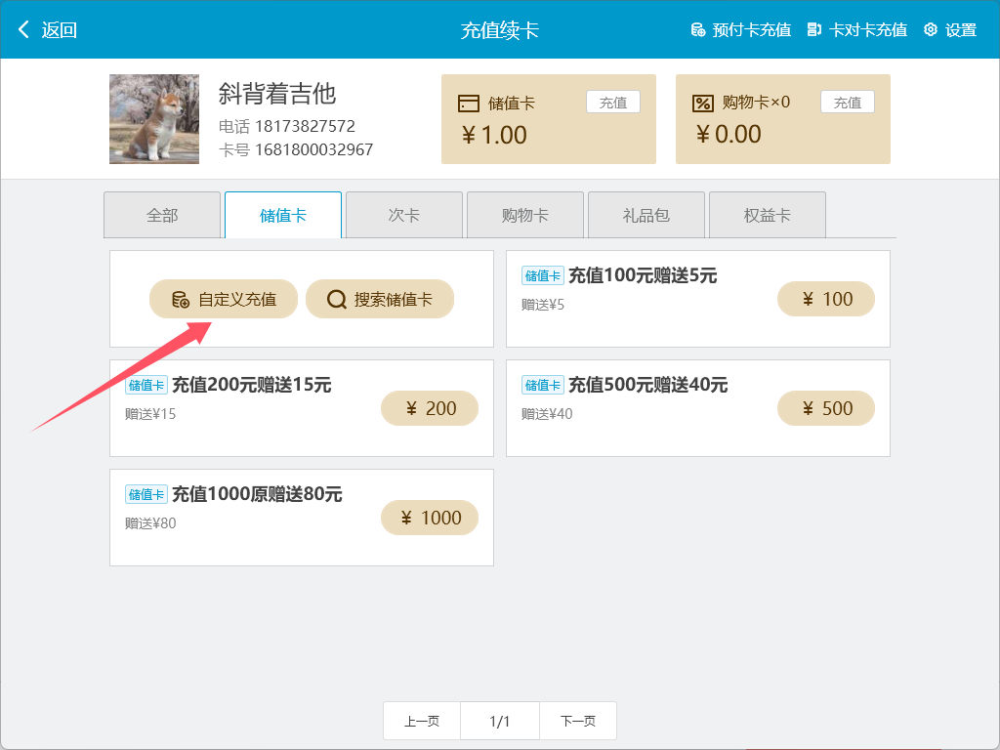 返回
充值续卡
预付卡充值
卡对卡充值
设置
斜背着吉他
电话 18173827572
卡号 1681800032967
储值卡
充值
￥1.00
购物卡×0
充值
￥0.00
全部
储值卡
次卡
购物卡
礼品包
权益卡
自定义充值
搜索储值卡
储值卡 充值100元赠送5元
赠送¥5
￥ 100
储值卡 充值200元赠送15元
赠送¥15
￥ 200
储值卡 充值500元赠送40元
赠送¥40
￥ 500
储值卡 充值1000原赠送80元
赠送¥80
￥ 1000
上一页
1/1
下一页